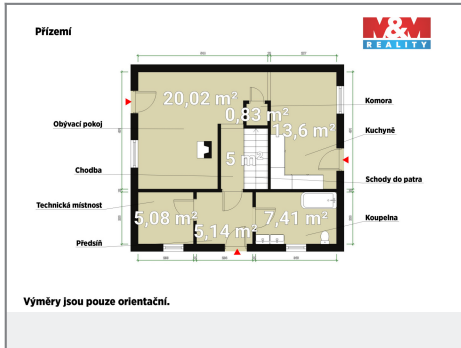 Přízemí
M&M
REALITY
20,02 m²
0,83 m²
13,6 m²
Komora
Obývací pokoj
Kuchyně
5 m²
Chodba
Schody do patra
Technická místnost
5,08 m²
5,14 m²
7,41 m²
Koupelna
Předsíň
Výměry jsou pouze orientační.